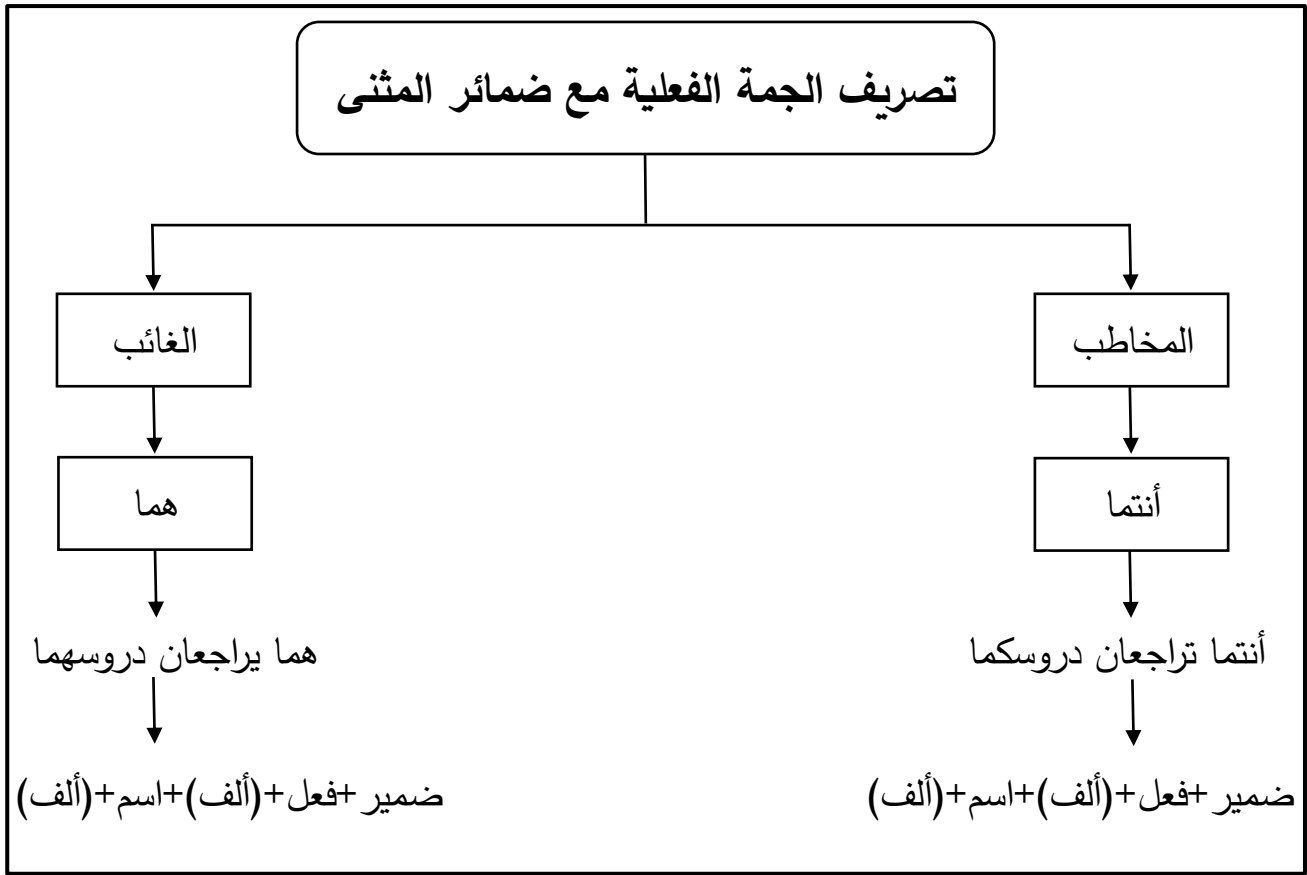 تصريف الجمة الفعلية مع ضمائر المثنى
المخاطب
الغائب
أنتما
هما
أنتما تراجعان دروسكما
هما يراجعان دروسهما
ضمير+فعل+(ألف)+اسم+(ألف)
ضمير+فعل+(ألف)+اسم+(ألف)